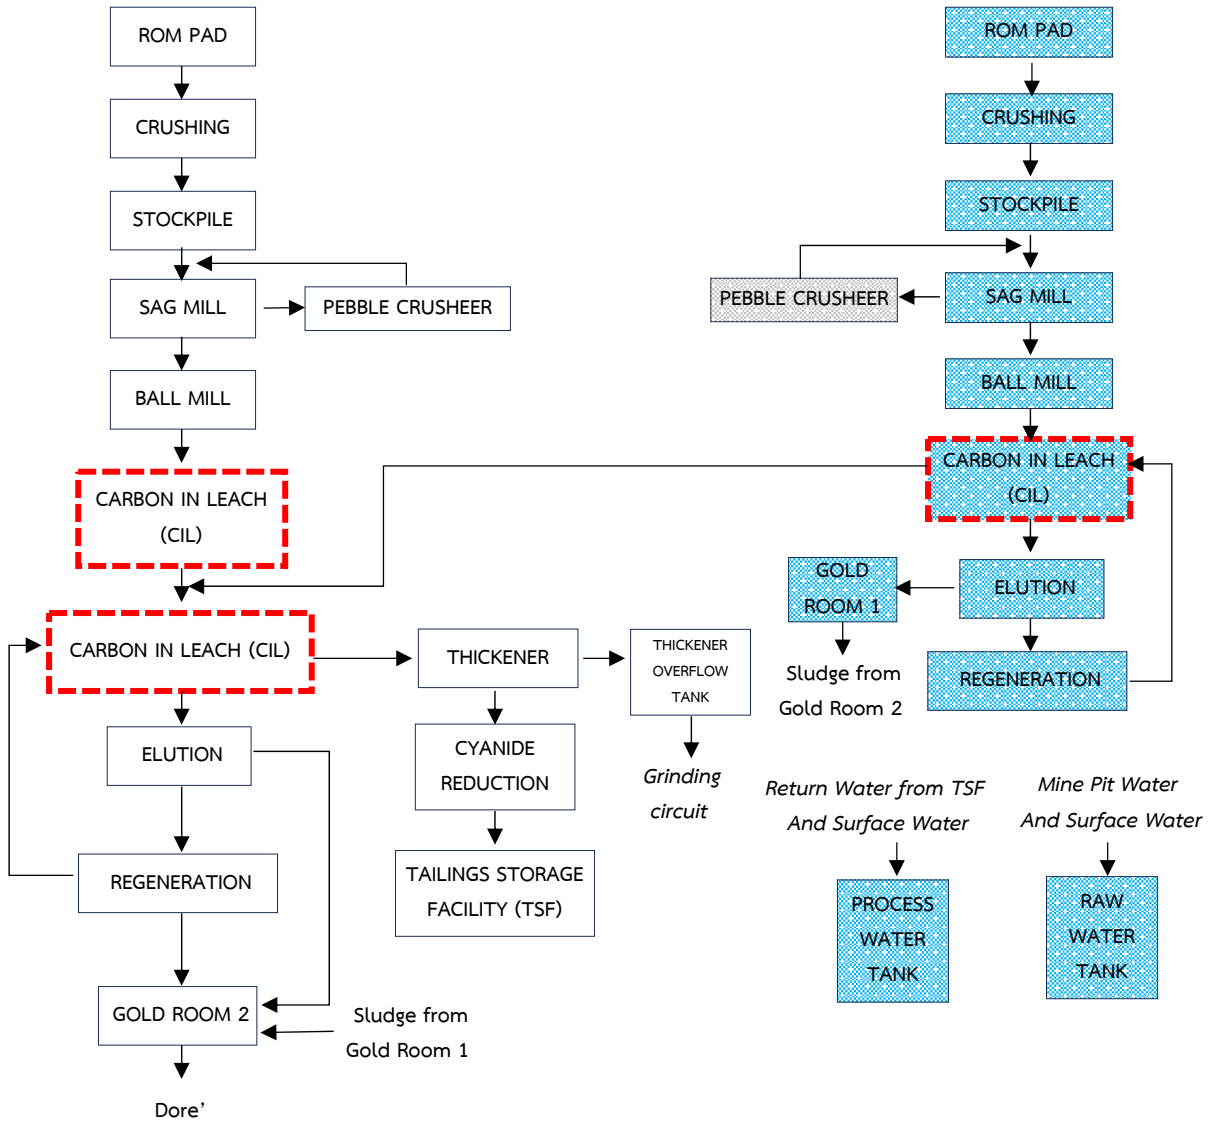 ROM PAD
CRUSHING
STOCKPILE
SAG MILL
PEBBLE CRUSHEER
BALL MILL
CARBON IN LEACH
(CIL)
CARBON IN LEACH (CIL)
ELUTION
REGENERATION
GOLD ROOM 2
Sludge from
Gold Room 1
Dore’
THICKENER
CYANIDE
REDUCTION
TAILINGS STORAGE
FACILITY (TSF)
THICKENER
OVERFLOW
TANK
Grinding
circuit
ROM PAD
CRUSHING
STOCKPILE
PEBBLE CRUSHEER
SAG MILL
BALL MILL
CARBON IN LEACH
(CIL)
GOLD
ROOM 1
ELUTION
Sludge from
Gold Room 2
REGENERATION
Return Water from TSF
And Surface Water
PROCESS
WATER
TANK
Mine Pit Water
And Surface Water
RAW
WATER
TANK